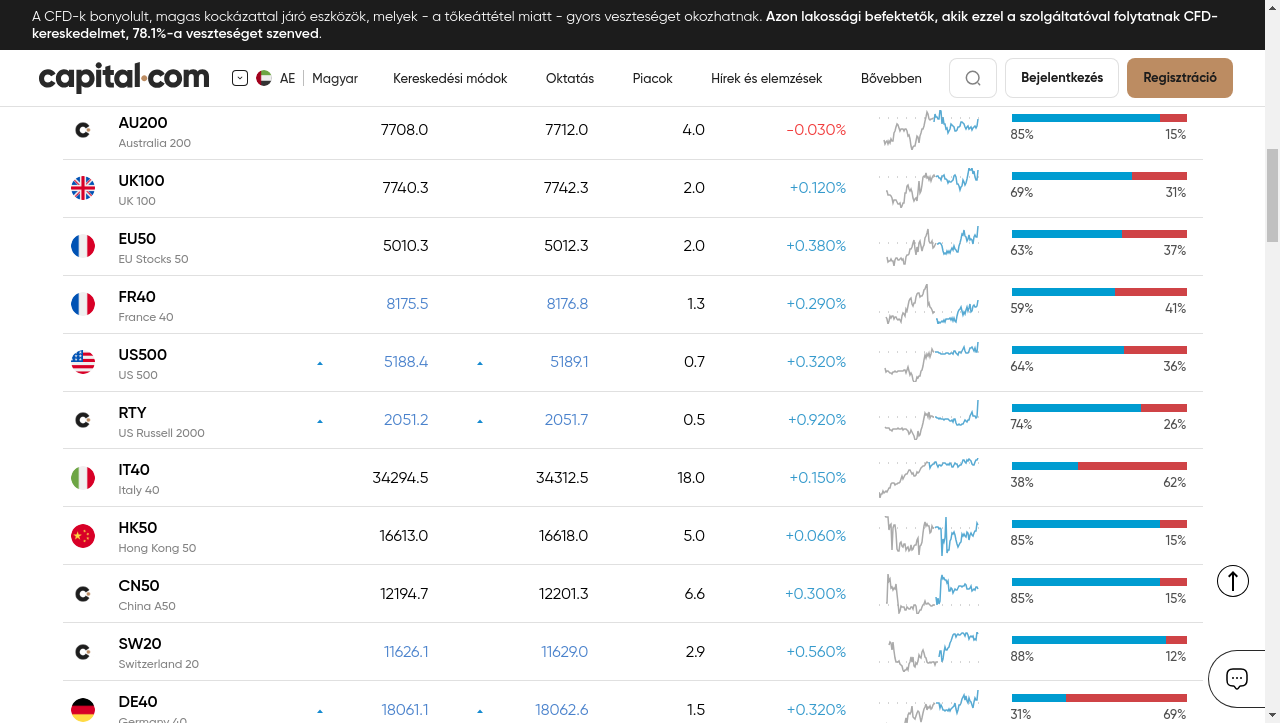 A CFD-k bonyolult, magas kockázattal járó eszközök, melyek - a tőkeáttétel miatt - gyors veszteséget okozhatnak. Azon lakossági befektetők, akik ezzel a szolgáltatóval folytatnak CFD-
kereskedelmet, 78.1%-a veszteséget szenved.
capital.com AE Magyar Kereskedési módok Oktatás Piacok Hírek és elemzések Bővebben Bejelentkezés Regisztráció
AU200 7708.0 7712.0 4.0 -0.030%
Australia 200 85% 15%
UK100 7740.3 7742.3 2.0 +0.120%
UK 100 69% 31%
EU50 5010.3 5012.3 2.0 +0.380%
EU Stocks 50 63% 37%
FR40 8175.5 8176.8 1.3 +0.290%
France 40 59% 41%
US500 5188.4 5189.1 0.7 +0.320%
US 500 64% 36%
RTY 2051.2 2051.7 0.5 +0.920%
US Russell 2000 74% 26%
IT40 34294.5 34312.5 18.0 +0.150%
Italy 40 38% 62%
HK50 16613.0 16618.0 5.0 +0.060%
Hong Kong 50 85% 15%
CN50 12194.7 12201.3 6.6 +0.300%
China A50 85% 15%
SW20 11626.1 11629.0 2.9 +0.560%
Switzerland 20 88% 12%
DE40 18061.1 18062.6 1.5 +0.320%
Germany 40 31% 69%